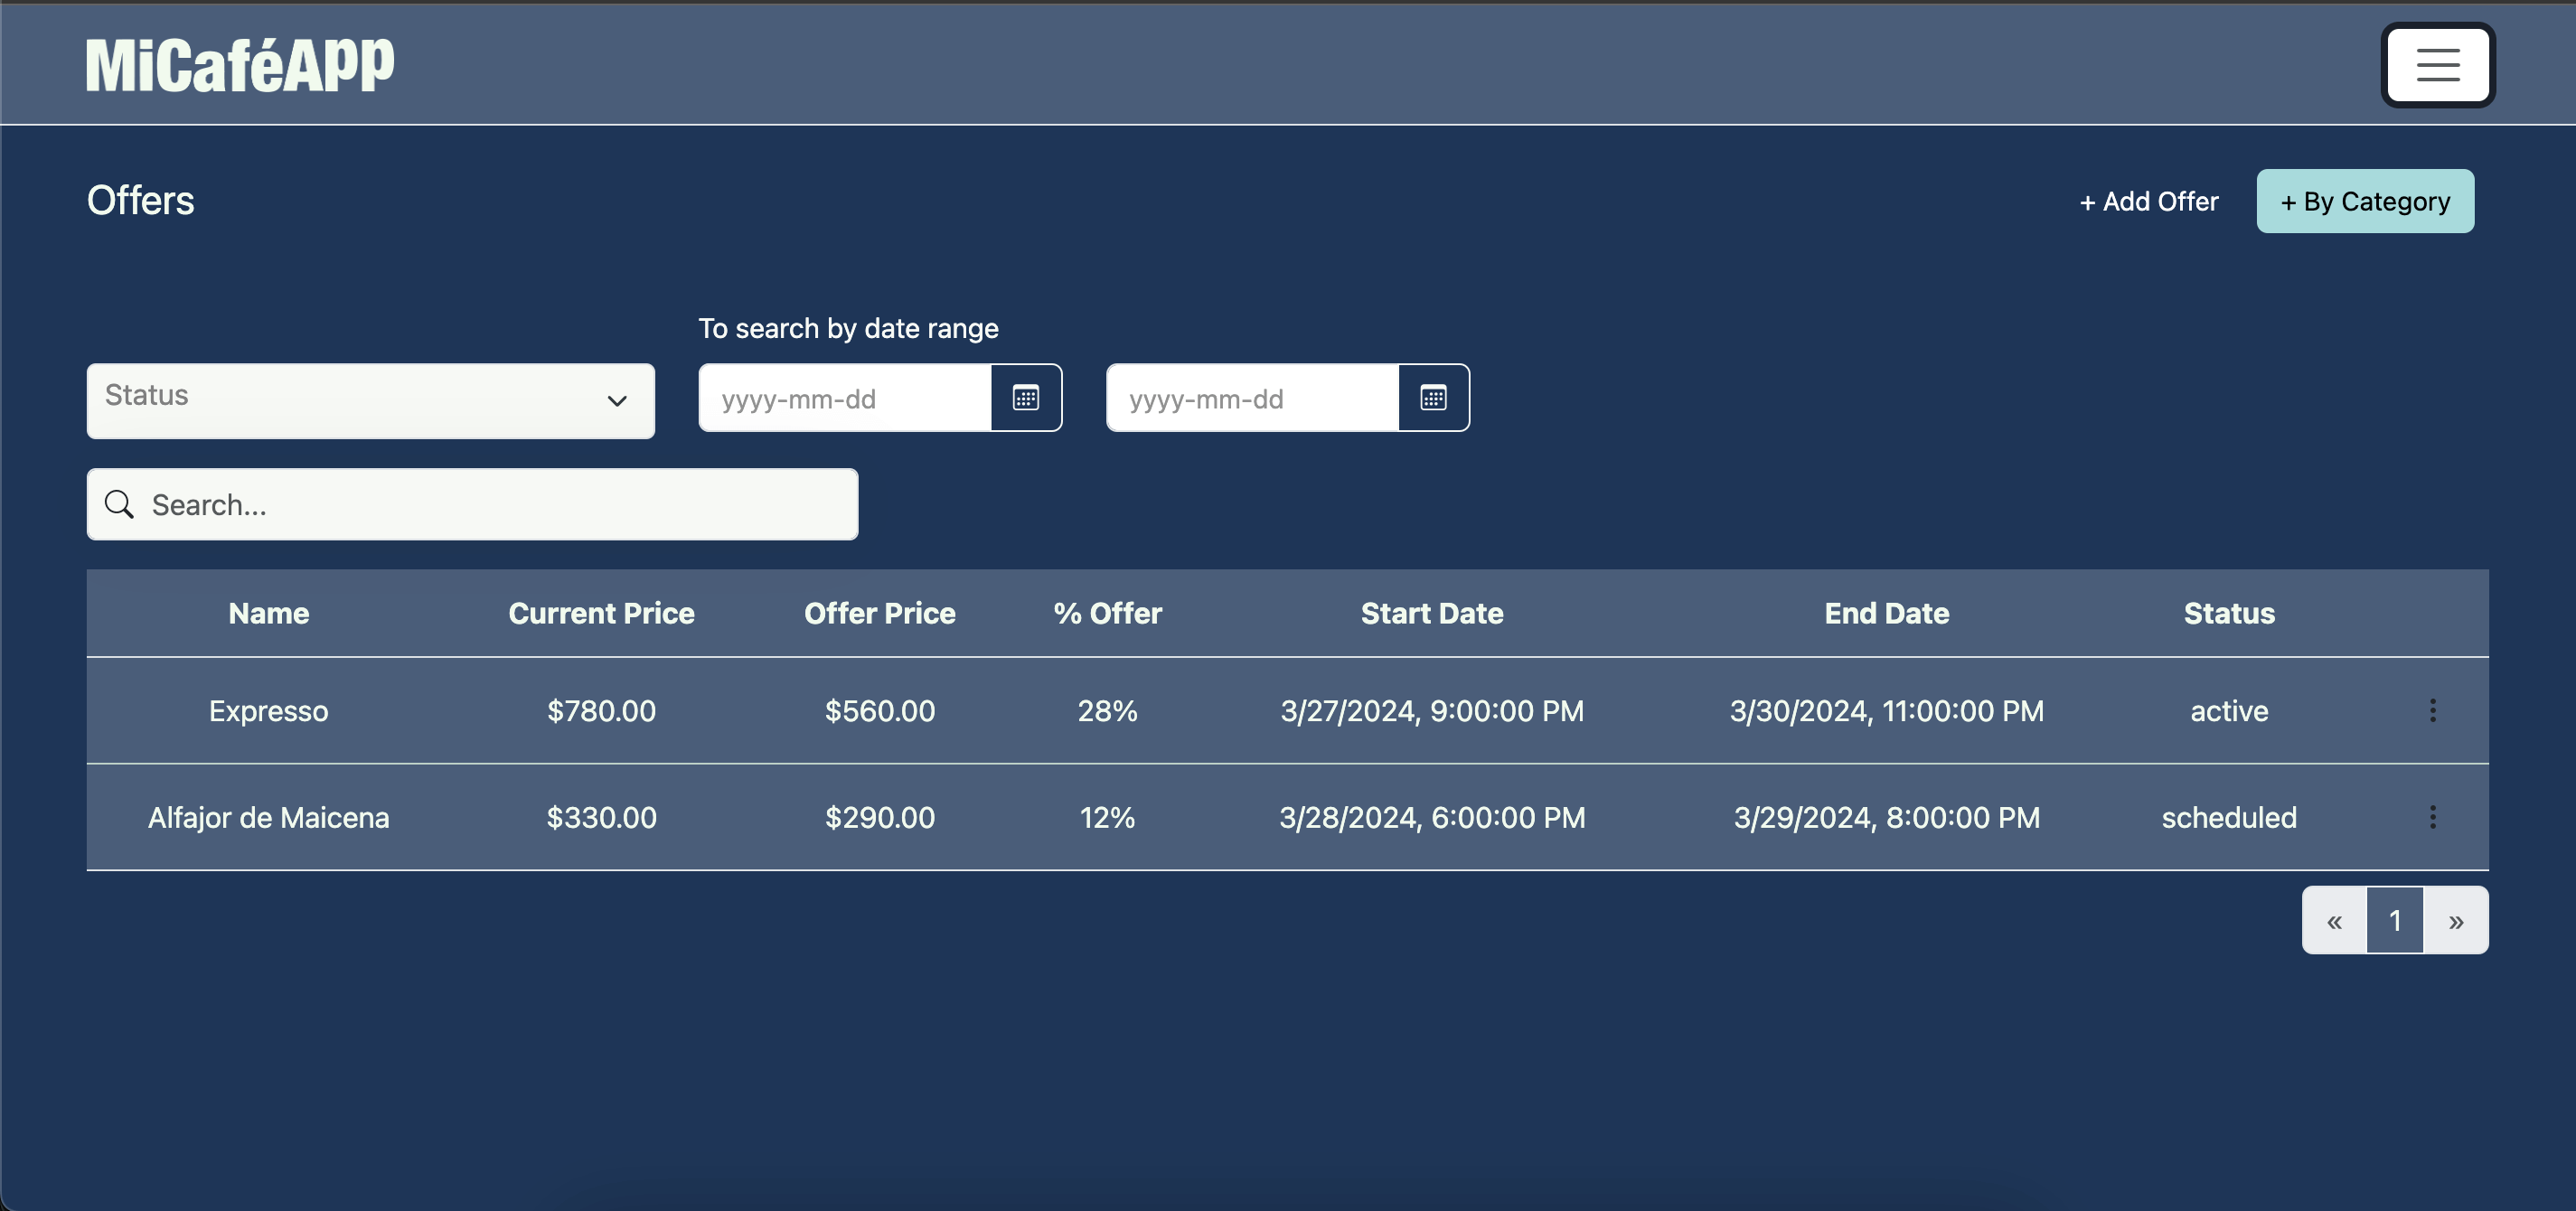 MiCaféApp
Offers
+ Add Offer
+ By Category
To search by date range
Status
yyyy-mm-dd
yyyy-mm-dd
Search...
Name Current Price Offer Price % Offer Start Date End Date Status
Expresso $780.00 $560.00 28% 3/27/2024, 9:00:00 PM 3/30/2024, 11:00:00 PM active
Alfajor de Maicena $330.00 $290.00 12% 3/28/2024, 6:00:00 PM 3/29/2024, 8:00:00 PM scheduled
« 1 »